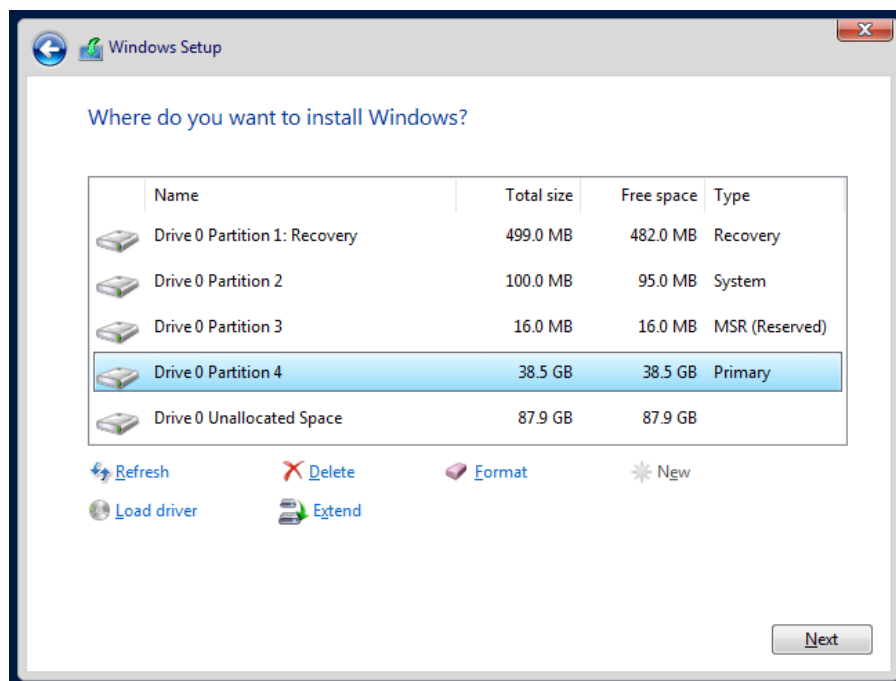 Windows Setup
Where do you want to install Windows?
Name Total size Free space Type
Drive 0 Partition 1: Recovery 499.0 MB 482.0 MB Recovery
Drive 0 Partition 2 100.0 MB 95.0 MB System
Drive 0 Partition 3 16.0 MB 16.0 MB MSR (Reserved)
Drive 0 Partition 4 38.5 GB 38.5 GB Primary
Drive 0 Unallocated Space 87.9 GB 87.9 GB
Refresh Delete Format New
Load driver Extend
Next